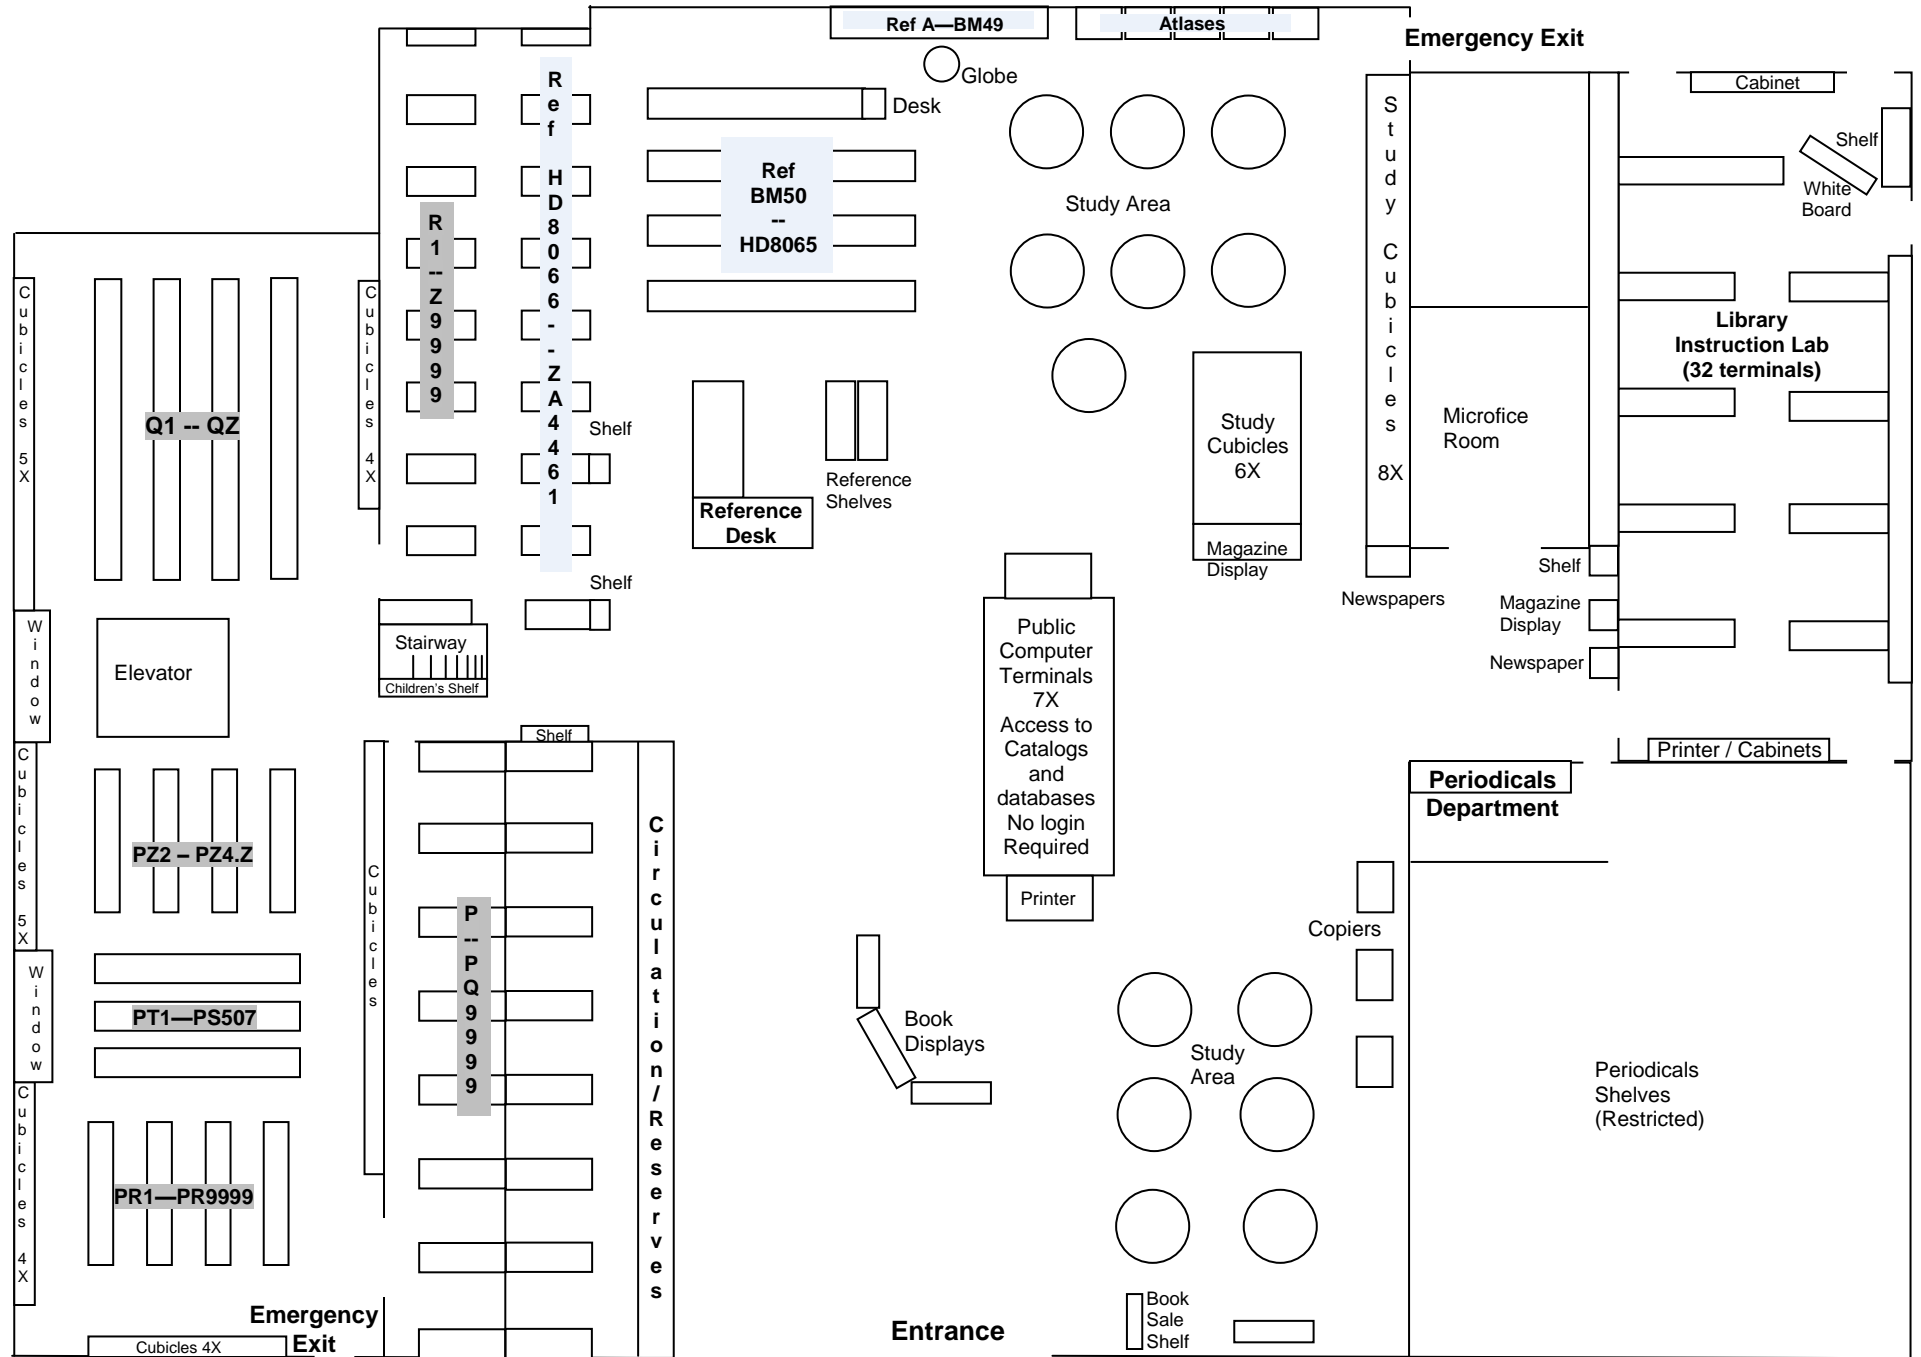 Ref A—BM49
Atlases
Emergency Exit
Globe
Cabinet
Desk
Shelf
White
Board
Ref HD8066--ZA4461
R1--Z9999
Ref
BM50
--
HD8065
Study Area
Study Cubicles 8X
Cubicles 5X
Cubicles 4X
Q1 -- QZ
Library
Instruction Lab
(32 terminals)
Microfice
Room
Study
Cubicles
6X
Shelf
Reference
Shelves
Reference
Desk
Magazine
Display
Shelf
Shelf
Newspapers
Magazine
Display
Newspaper
Window
Elevator
Stairway
Children's Shelf
Public
Computer
Terminals
7X
Access to
Catalogs
and
databases
No login
Required
Printer
Shelf
Printer / Cabinets
Periodicals
Department
Cubicles 5X
PZ2 – PZ4.Z
Cubicles
P--PQ9999
Circulation/Reserves
Copiers
Window
PT1—PS507
Book
Displays
Study
Area
Periodicals
Shelves
(Restricted)
Cubicles 4X
PR1—PR9999
Emergency
Exit
Cubicles 4X
Entrance
Book
Sale
Shelf